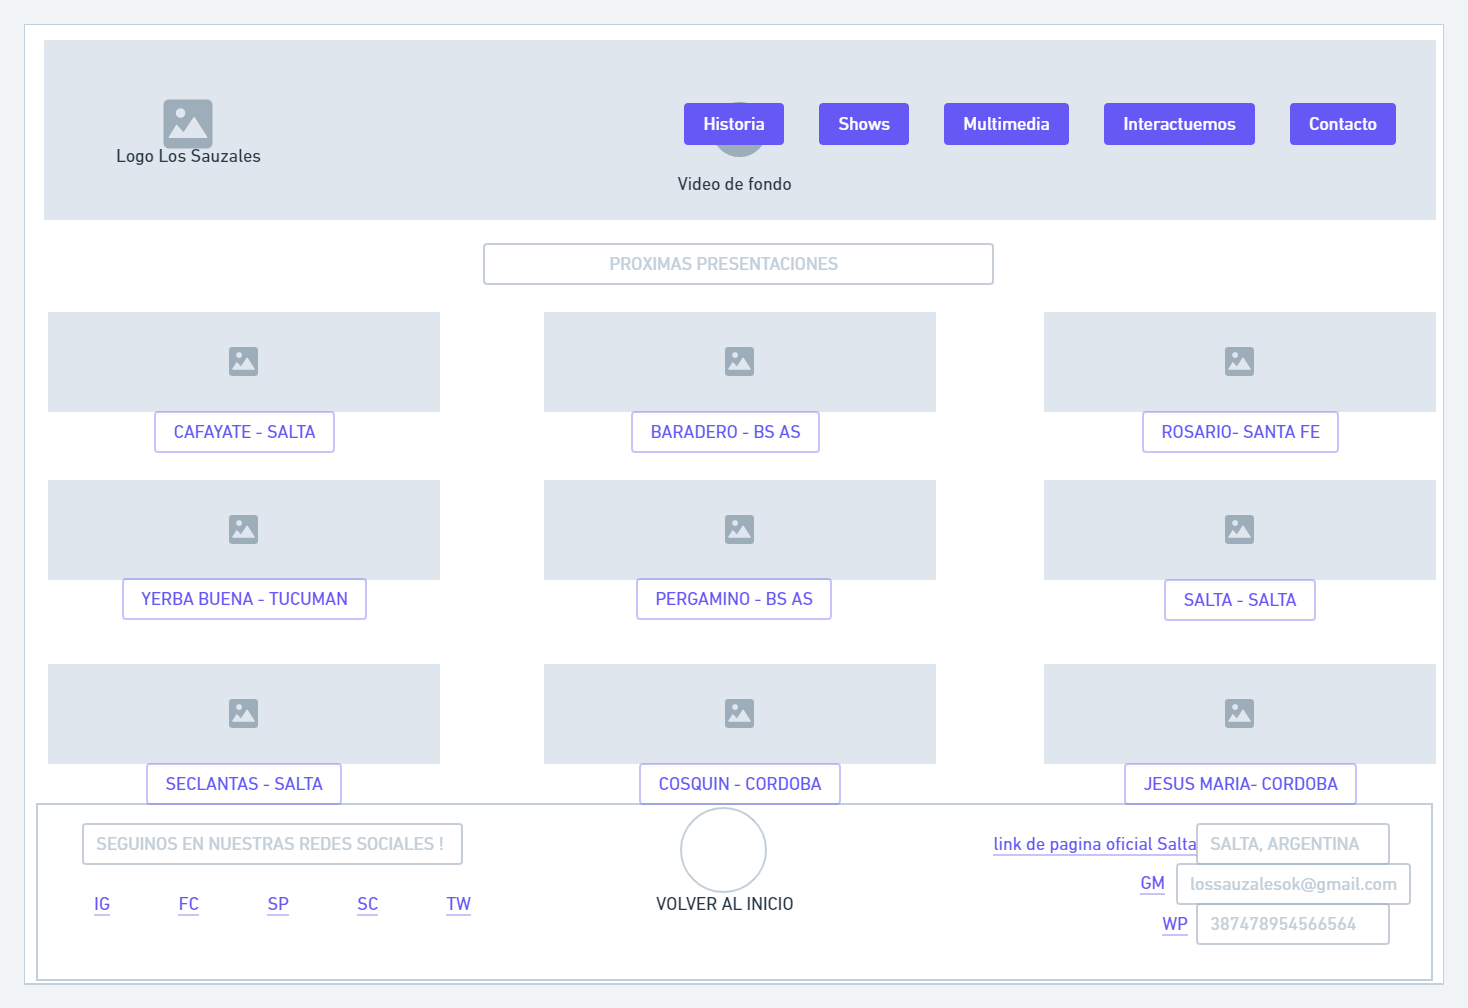 Logo Los Sauzales
Historia
Shows
Multimedia
Interactuemos
Contacto
Video de fondo
PROXIMAS PRESENTACIONES
CAFAYATE - SALTA
BARADERO - BS AS
ROSARIO- SANTA FE
YERBA BUENA - TUCUMAN
PERGAMINO - BS AS
SALTA - SALTA
SECLANTAS - SALTA
COSQUIN - CORDOBA
JESUS MARIA- CORDOBA
SEGUINOS EN NUESTRAS REDES SOCIALES !
IG
FC
SP
SC
TW
VOLVER AL INICIO
link de pagina oficial Salta
SALTA, ARGENTINA
GM
lossauzalesok@gmail.com
WP
387478954566564